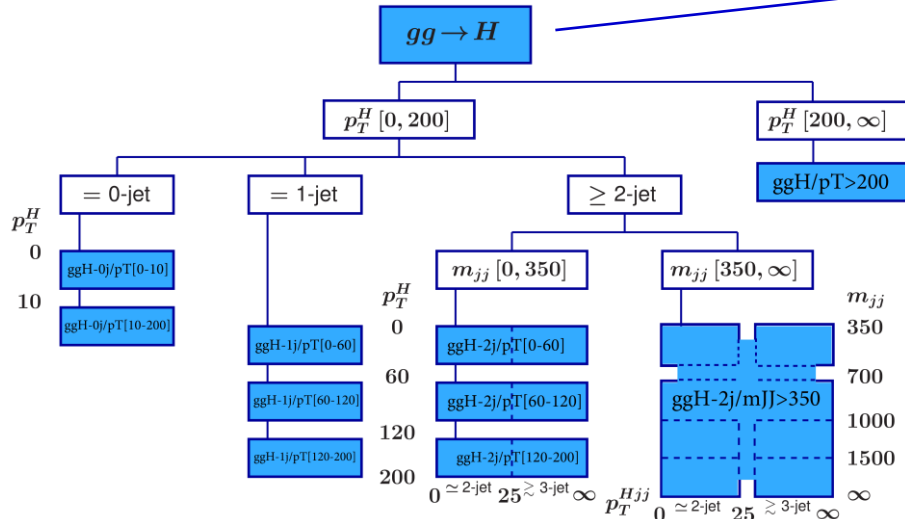 gg → H
p_T^H [0, 200]
p_T^H [200, ∞]
ggH/pT>200
= 0-jet
= 1-jet
≥ 2-jet
p_T^H
0
10
ggH-0j/pT[0-10]
ggH-0j/pT[10-200]
m_jj [0, 350]
m_jj [350, ∞]
p_T^H
0
60
120
200
ggH-1j/pT[0-60]
ggH-1j/pT[60-120]
ggH-1j/pT[120-200]
ggH-2j/pT[0-60]
ggH-2j/pT[60-120]
ggH-2j/pT[120-200]
0 ≃ 2-jet 25 ≳ 3-jet ∞
m_jj
350
700
1000
1500
∞
ggH-2j/mJJ>350
p_T^Hjj 0 ≃ 2-jet 25 ≳ 3-jet ∞